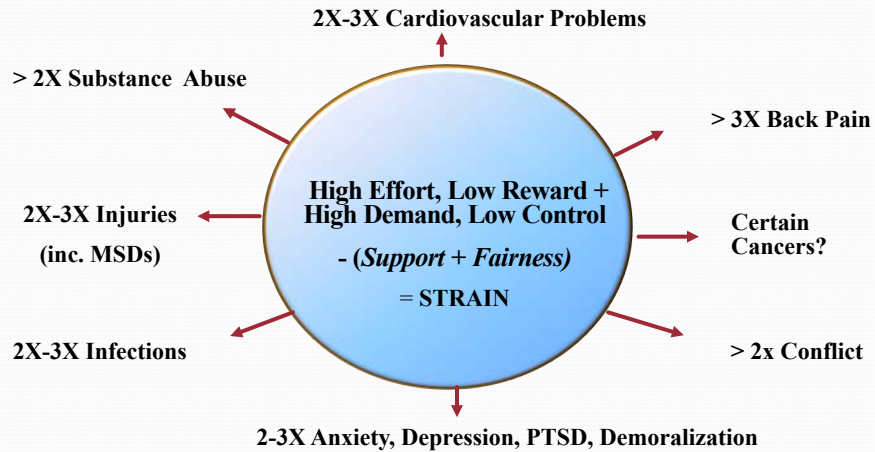 2X-3X Cardiovascular Problems
> 2X Substance Abuse
> 3X Back Pain
High Effort, Low Reward +
High Demand, Low Control
- (Support + Fairness)
= STRAIN
2X-3X Injuries
(inc. MSDs)
Certain
Cancers?
2X-3X Infections
> 2x Conflict
2-3X Anxiety, Depression, PTSD, Demoralization